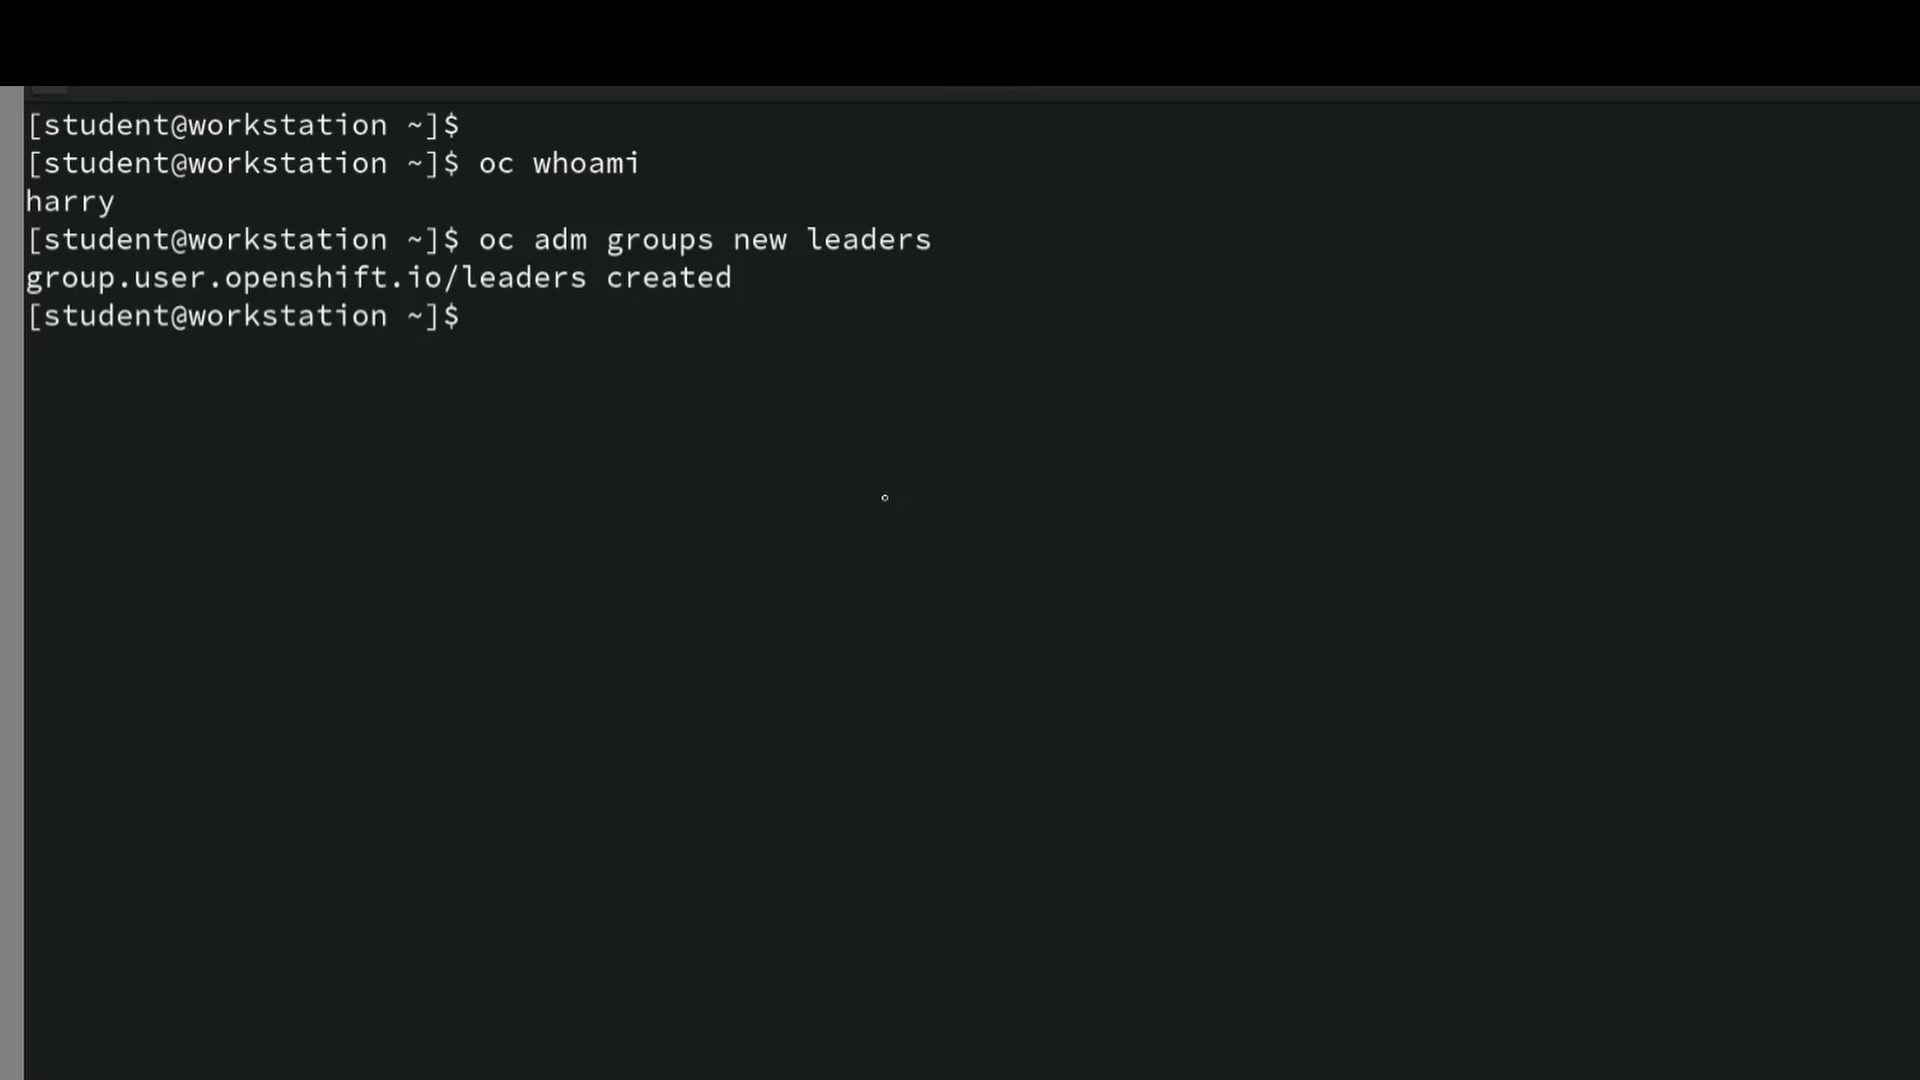 [student@workstation ~]$
[student@workstation ~]$ oc whoami
harry
[student@workstation ~]$ oc adm groups new leaders
group.user.openshift.io/leaders created
[student@workstation ~]$